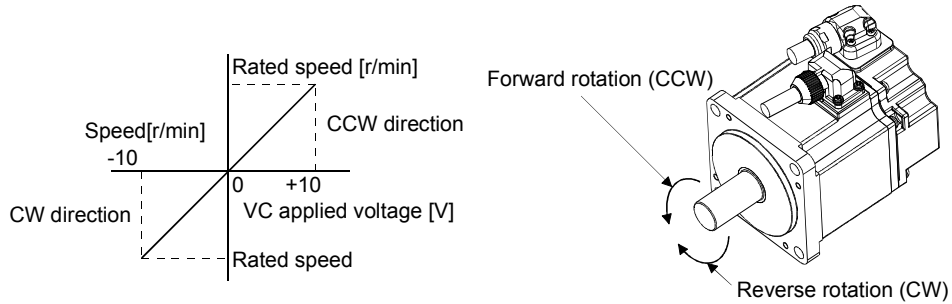 Rated speed [r/min]
Speed[r/min]
CCW direction
-10
0
+10
CW direction
VC applied voltage [V]
Rated speed
Forward rotation (CCW)
Reverse rotation (CW)